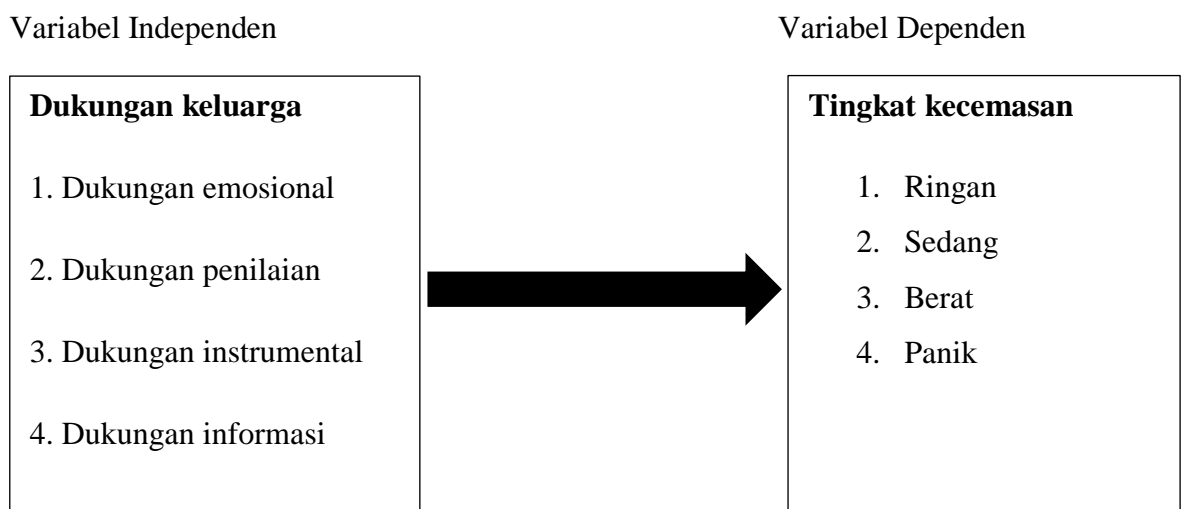 Variabel Independen
Variabel Dependen
Dukungan keluarga
1. Dukungan emosional
2. Dukungan penilaian
3. Dukungan instrumental
4. Dukungan informasi
Tingkat kecemasan
1. Ringan
2. Sedang
3. Berat
4. Panik